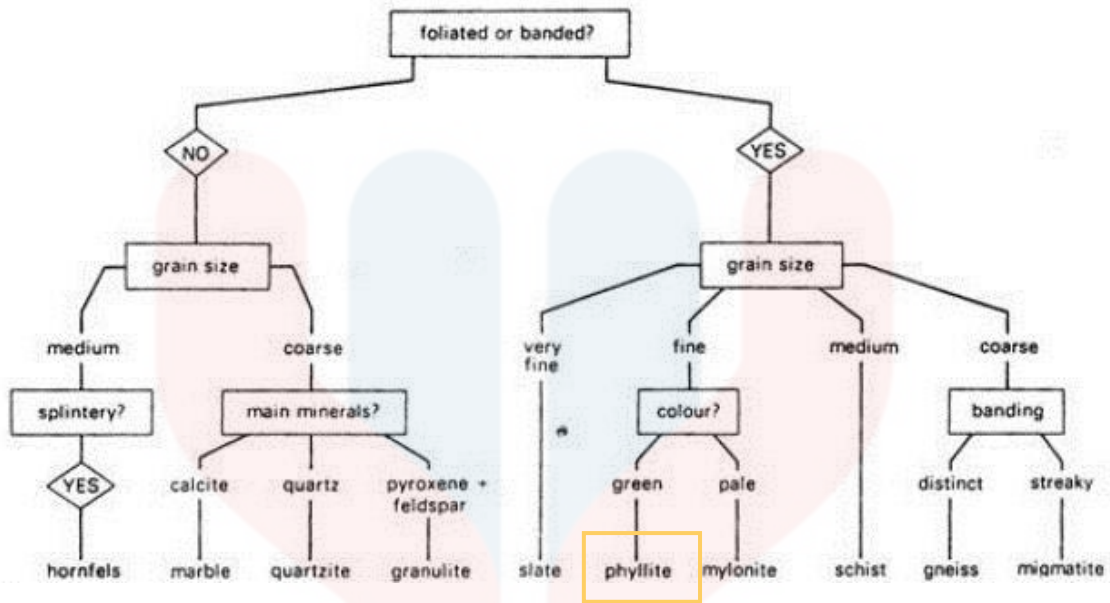 foliated or banded?
NO
YES
grain size
grain size
medium
coarse
very
fine
fine
medium
coarse
splintery?
main minerals?
colour?
banding
YES
calcite
quartz
pyroxene +
feldspar
green
pale
distinct
streaky
hornfels
marble
quartzite
granulite
slate
phyllite
mylonite
schist
gneiss
migmatite